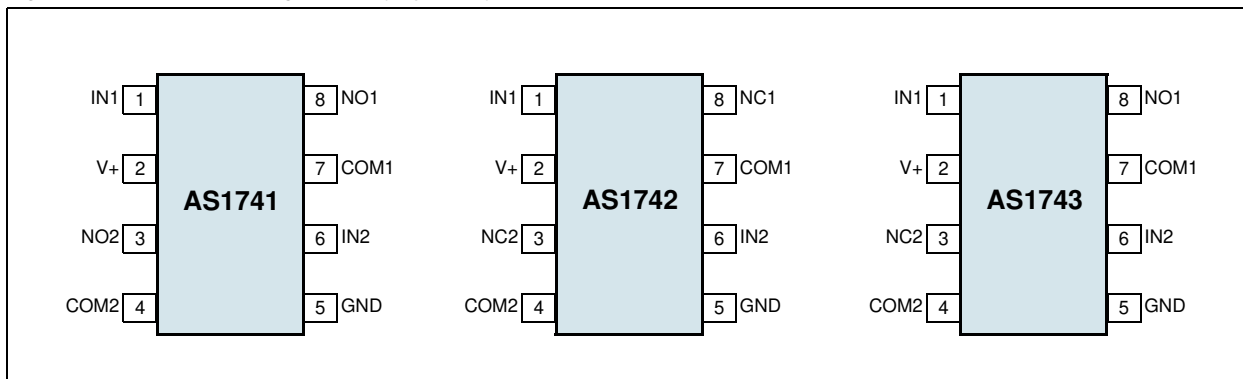 IN1 1 8 NO1
V+ 2 7 COM1
AS1741
NO2 3 6 IN2
COM2 4 5 GND
IN1 1 8 NC1
V+ 2 7 COM1
AS1742
NC2 3 6 IN2
COM2 4 5 GND
IN1 1 8 NO1
V+ 2 7 COM1
AS1743
NC2 3 6 IN2
COM2 4 5 GND